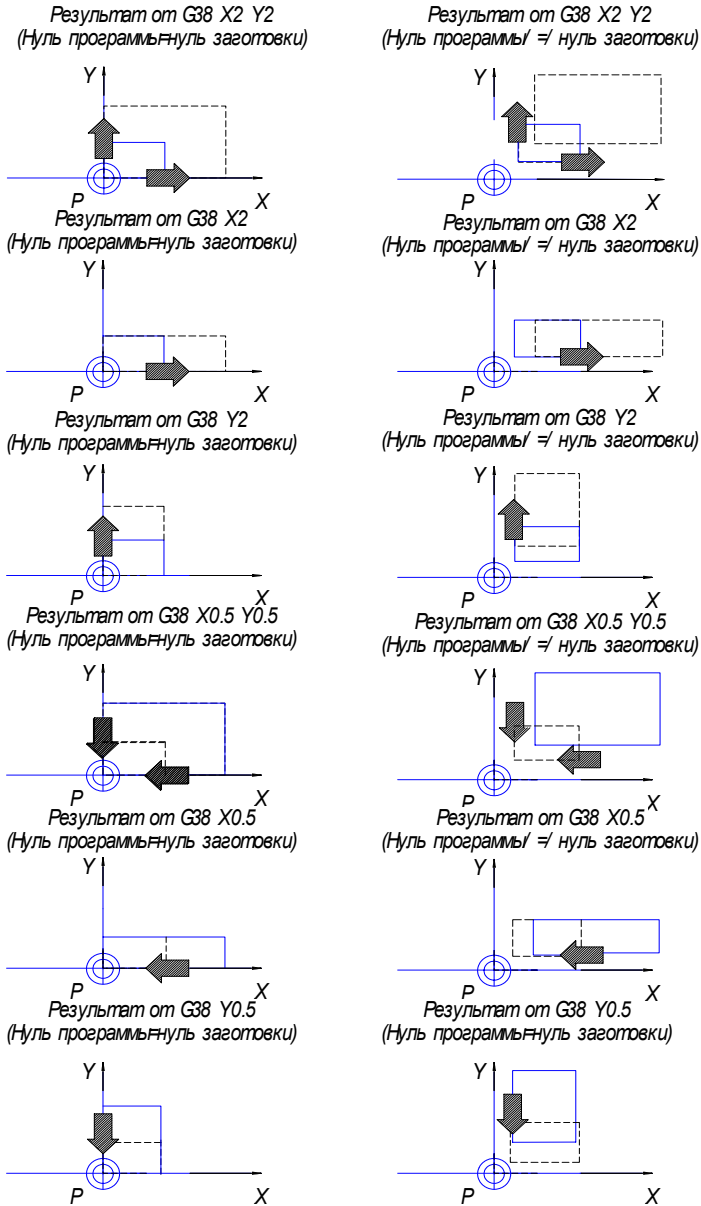 Результат от G38 X2 Y2
(Нуль программы=нуль заготовки)
Y
P
X
Результат от G38 X2 Y2
(Нуль программы/ =/ нуль заготовки)
Y
P
X
Результат от G38 X2
(Нуль программы=нуль заготовки)
Y
P
X
Результат от G38 X2
(Нуль программы/ =/ нуль заготовки)
Y
P
X
Результат от G38 Y2
(Нуль программы=нуль заготовки)
Y
P
X
Результат от G38 Y2
(Нуль программы/ =/ нуль заготовки)
Y
P
X
Результат от G38 X0.5 Y0.5
(Нуль программы=нуль заготовки)
Y
P
X
Результат от G38 X0.5 Y0.5
(Нуль программы/ =/ нуль заготовки)
Y
P
X
Результат от G38 X0.5
(Нуль программы=нуль заготовки)
Y
P
X
Результат от G38 X0.5
(Нуль программы/ =/ нуль заготовки)
Y
P
X
Результат от G38 Y0.5
(Нуль программы=нуль заготовки)
Y
P
X
Результат от G38 Y0.5
(Нуль программы=нуль заготовки)
Y
P
X